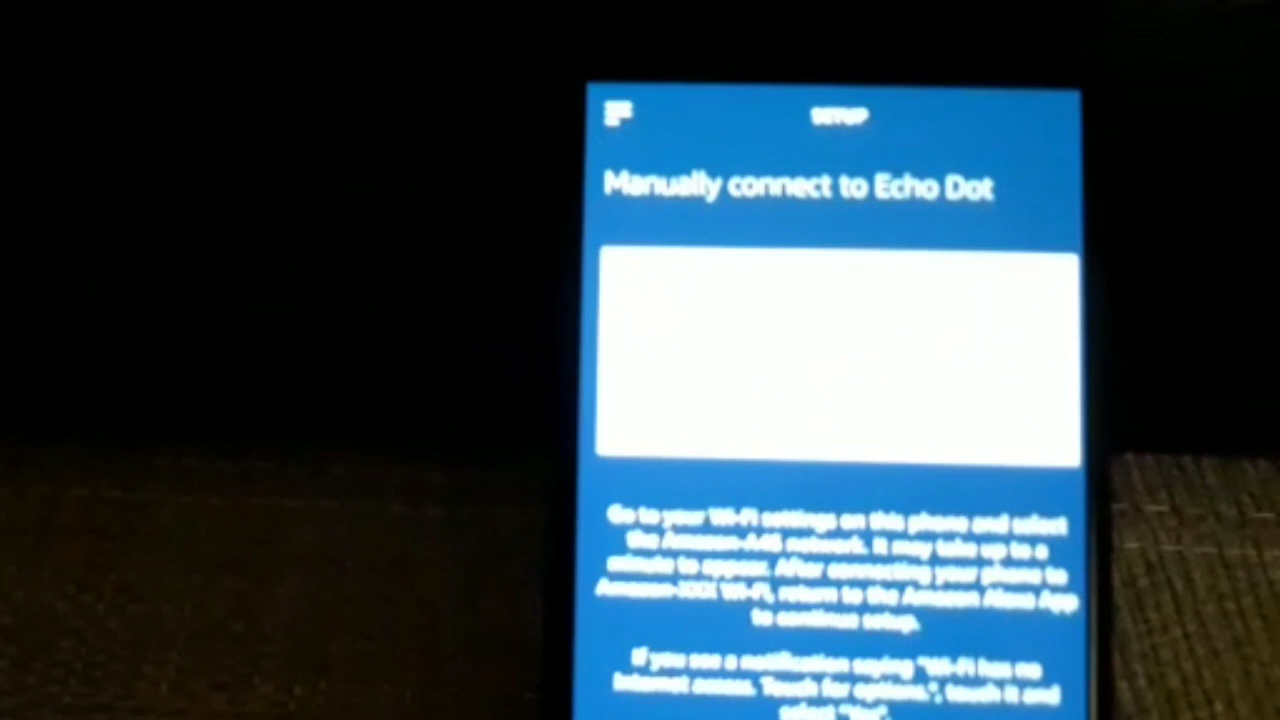 SETUP
Manually connect to Echo Dot
Go to your Wi-Fi settings on this phone and select
the Amazon- network. It may take up to a
minute to appear. After connecting your phone to
Amazon-XXX Wi-Fi, return to the Amazon Alexa App
to continue setup.
If you see a notification saying "Wi-Fi has no
Internet access. Touch for options.", touch it and
select "Yes".